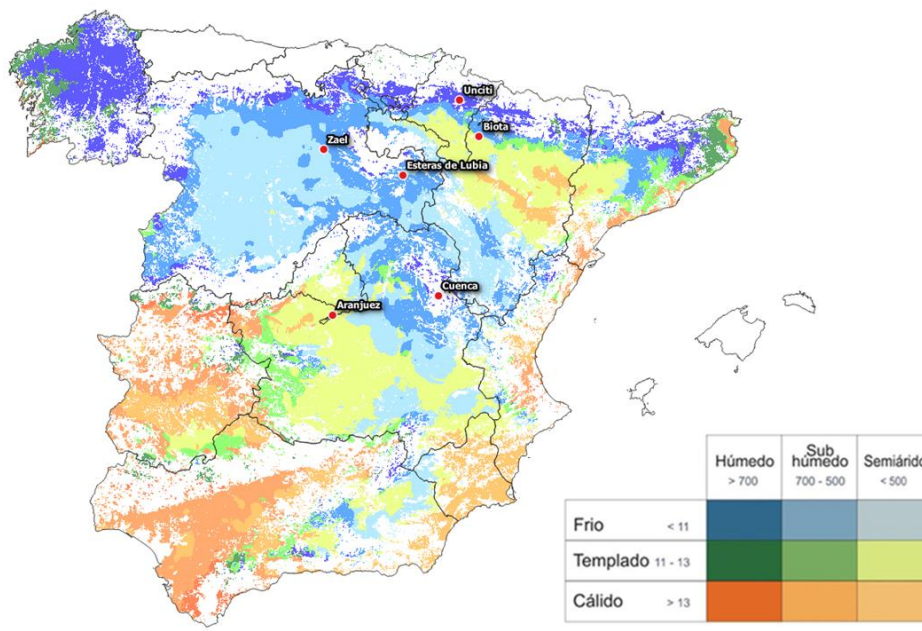 Unciti
Biota
Zael
Esteras de Lubia
Cuenca
Aranjuez
Húmedo Sub húmedo Semiárido
> 700 700 - 500 < 500
Frio < 11
Templado 11 - 13
Cálido > 13